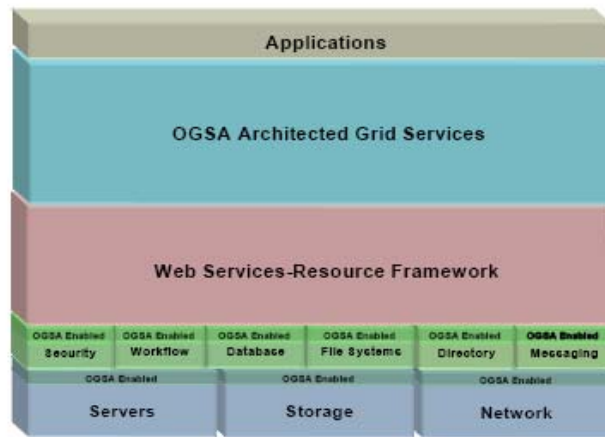 Applications
OGSA Architected Grid Services
Web Services-Resource Framework
OGSA Enabled OGSA Enabled OGSA Enabled OGSA Enabled OGSA Enabled OGSA Enabled
Security Workflow Database File Systems Directory Messaging
OGSA Enabled OGSA Enabled OGSA Enabled
Servers Storage Network